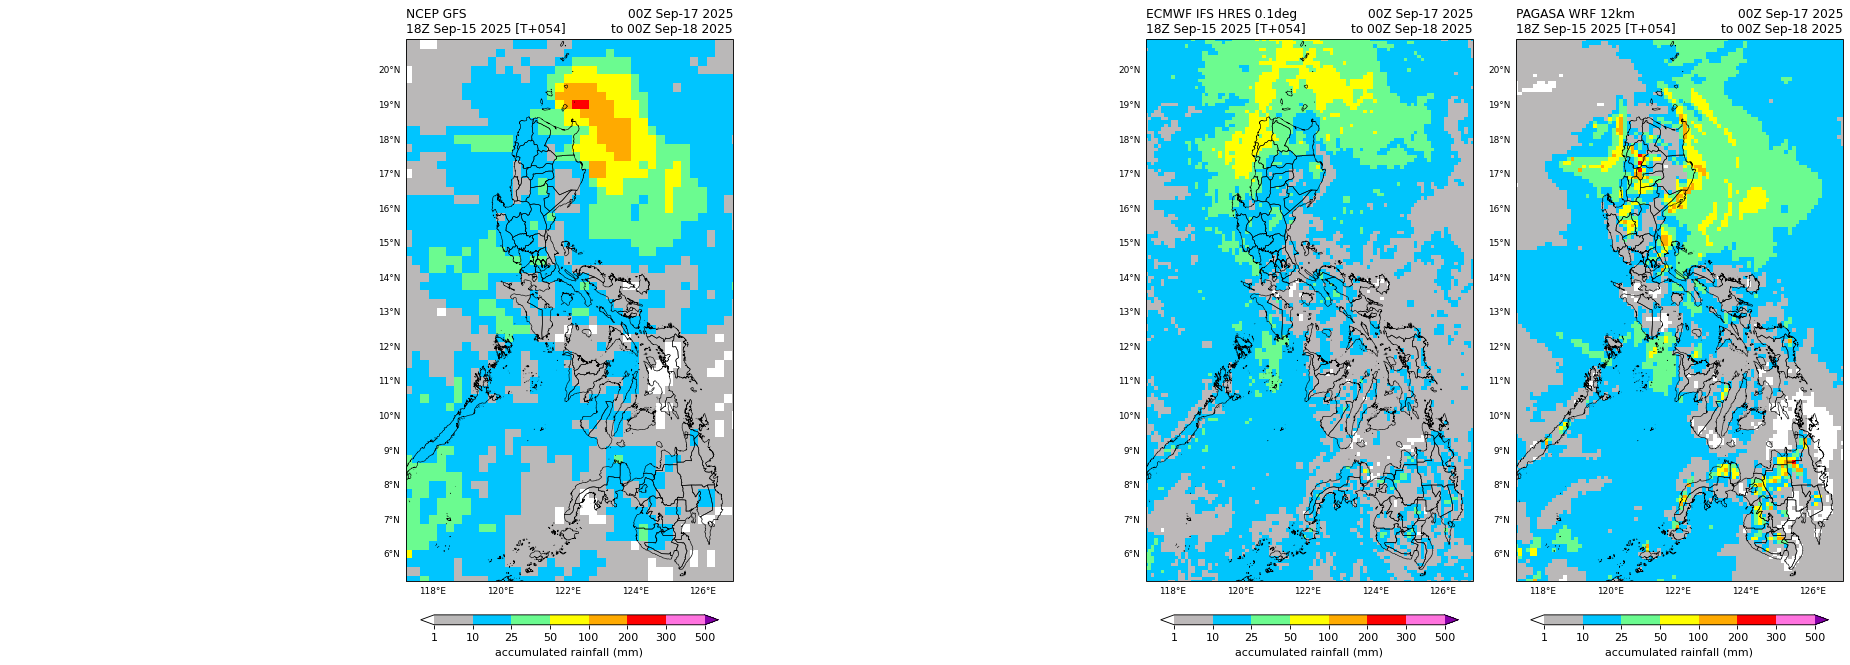 NCEP GFS 00Z Sep-17 2025
18Z Sep-15 2025 [T+054] to 00Z Sep-18 2025
20°N
19°N
18°N
17°N
16°N
15°N
14°N
13°N
12°N
11°N
10°N
9°N
8°N
7°N
6°N
118°E 120°E 122°E 124°E 126°E
1 10 25 50 100 200 300 500
accumulated rainfall (mm)
ECMWF IFS HRES 0.1deg 00Z Sep-17 2025
18Z Sep-15 2025 [T+054] to 00Z Sep-18 2025
20°N
19°N
18°N
17°N
16°N
15°N
14°N
13°N
12°N
11°N
10°N
9°N
8°N
7°N
6°N
118°E 120°E 122°E 124°E 126°E
1 10 25 50 100 200 300 500
accumulated rainfall (mm)
PAGASA WRF 12km 00Z Sep-17 2025
18Z Sep-15 2025 [T+054] to 00Z Sep-18 2025
20°N
19°N
18°N
17°N
16°N
15°N
14°N
13°N
12°N
11°N
10°N
9°N
8°N
7°N
6°N
118°E 120°E 122°E 124°E 126°E
1 10 25 50 100 200 300 500
accumulated rainfall (mm)